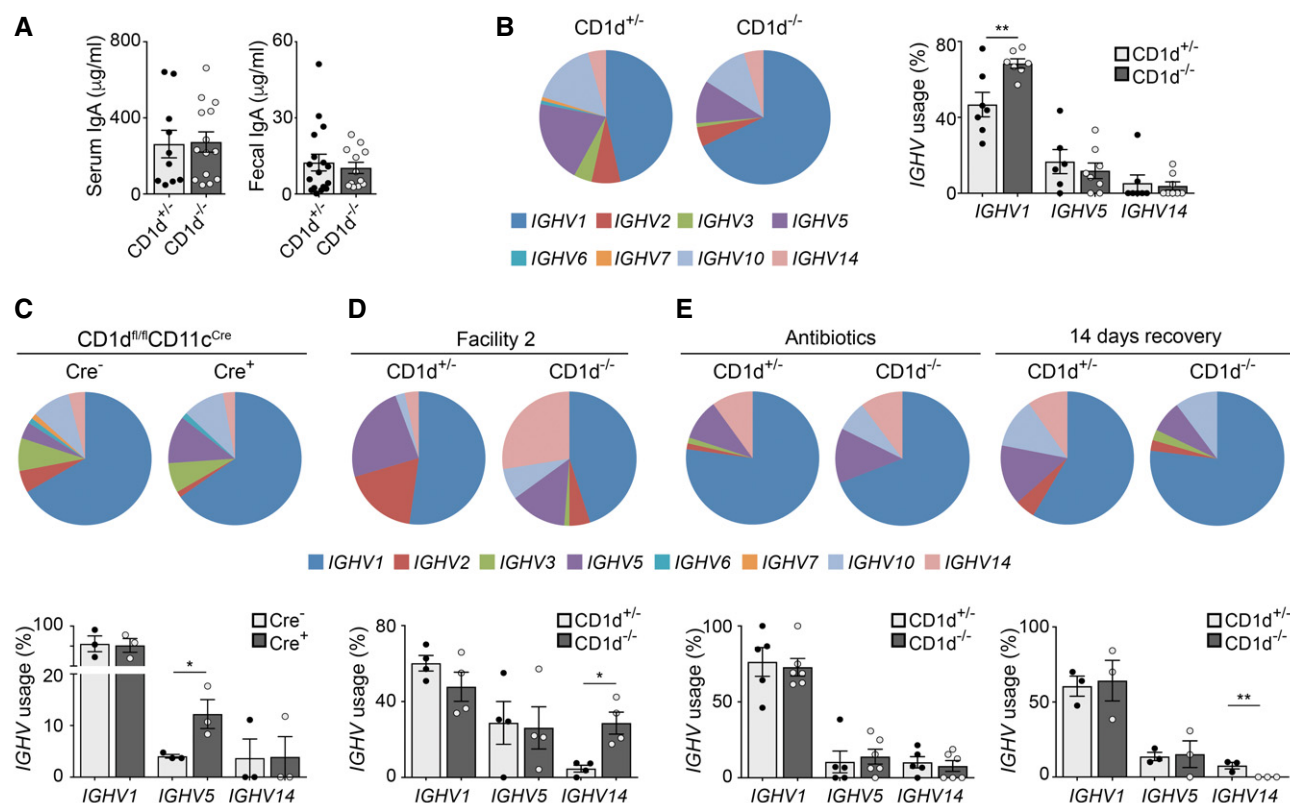 A
Serum IgA (µg/ml)
800
400
0
CD1d+/-
CD1d-/-
Fecal IgA (µg/ml)
60
30
0
CD1d+/-
CD1d-/-
B
CD1d+/-
CD1d-/-
IGHV1 IGHV2 IGHV3 IGHV5
IGHV6 IGHV7 IGHV10 IGHV14
IGHV usage (%)
80
40
0
**
CD1d+/-
CD1d-/-
IGHV1 IGHV5 IGHV14
C
CD1dfl/flCD11cCre
Cre-
Cre+
D
Facility 2
CD1d+/-
CD1d-/-
E
Antibiotics
CD1d+/-
CD1d-/-
14 days recovery
CD1d+/-
CD1d-/-
IGHV1 IGHV2 IGHV3 IGHV5 IGHV6 IGHV7 IGHV10 IGHV14
IGHV usage (%)
100
20
10
0
*
Cre-
Cre+
IGHV1 IGHV5 IGHV14
IGHV usage (%)
80
40
0
*
CD1d+/-
CD1d-/-
IGHV1 IGHV5 IGHV14
IGHV usage (%)
100
50
0
CD1d+/-
CD1d-/-
IGHV1 IGHV5 IGHV14
IGHV usage (%)
100
50
0
**
CD1d+/-
CD1d-/-
IGHV1 IGHV5 IGHV14